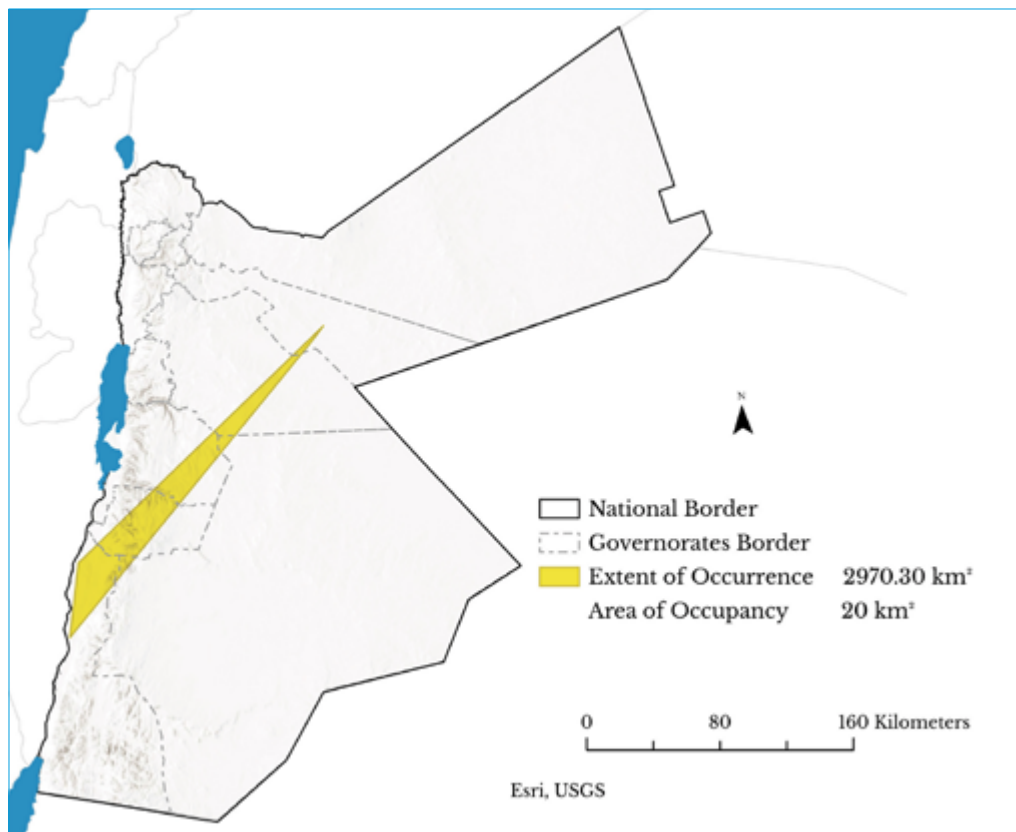 N
National Border
Governorates Border
Extent of Occurrence 2970.30 km²
Area of Occupancy 20 km²
0 80 160 Kilometers
Esri, USGS